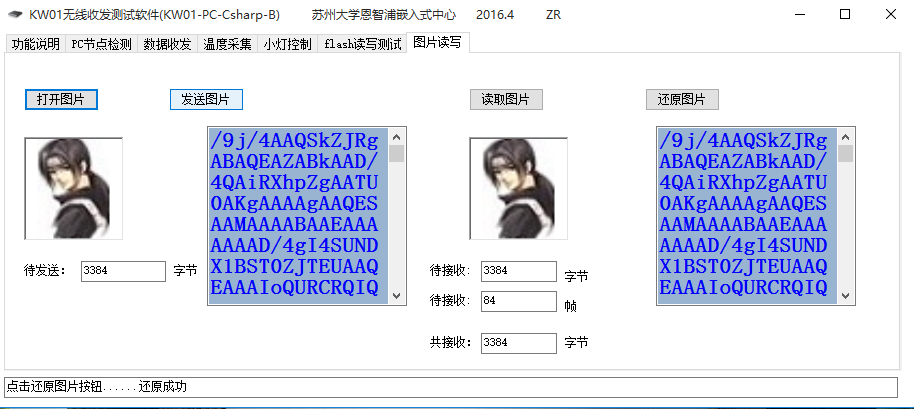 KW01无线收发测试软件(KW01-PC-Csharp-B) 苏州大学恩智浦嵌入式中心 2016.4 ZR
功能说明 PC节点检测 数据收发 温度采集 小灯控制 flash读写测试 图片读写
打开图片 发送图片 读取图片 还原图片
/9j/4AAQSkZJRg
ABAQEAZABkAAD/
4QAiRXhpZgAATU
0AKgAAAAgAAQES
AAMAAAABAAEAAA
AAAAD/4gI4SUND
X1BST0ZJTEUAAQ
EAAAIoQURCRQIQ
/9j/4AAQSkZJRg
ABAQEAZABkAAD/
4QAiRXhpZgAATU
0AKgAAAAgAAQES
AAMAAAABAAEAAA
AAAAD/4gI4SUND
X1BST0ZJTEUAAQ
EAAAIoQURCRQIQ
待发送： 3384 字节
待接收: 3384 字节
待接收: 84 帧
共接收： 3384 字节
点击还原图片按钮......还原成功